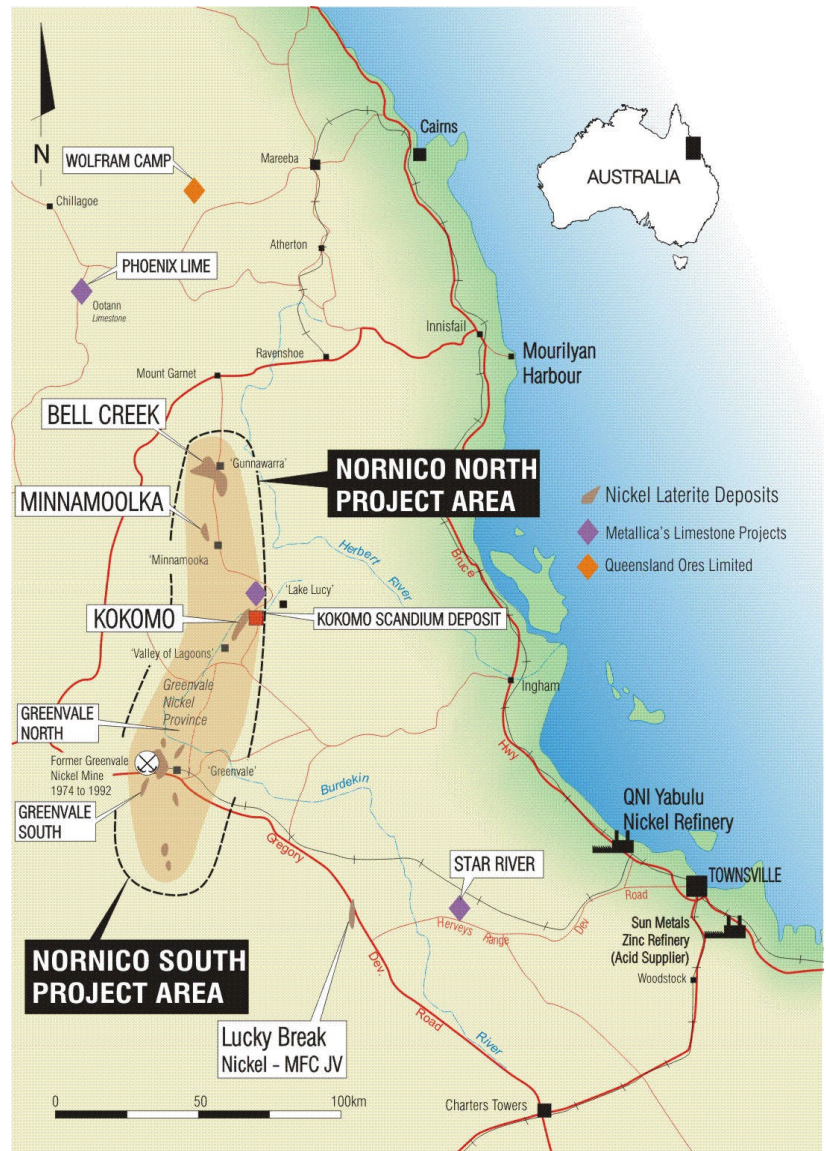 N
WOLFRAM CAMP
Chillagoe
PHOENIX LIME
Ootann
Limestone
Mareeba
Cairns
Atherton
AUSTRALIA
Innisfail
Ravenshoe
Mourilyan
Harbour
Mount Garnet
BELL CREEK
'Gunnawarra'
NORNICO NORTH
PROJECT AREA
MINNAMOOLKA
'Minnamooka'
Herbert
River
Bruce
Hwy
Nickel Laterite Deposits
Metallica's Limestone Projects
Queensland Ores Limited
'Lake Lucy'
KOKOMO
KOKOMO SCANDIUM DEPOSIT
'Valley of Lagoons'
Greenvale
Nickel
Province
Ingham
GREENVALE
NORTH
Former Greenvale
Nickel Mine
1974 to 1992
'Greenvale'
GREENVALE
SOUTH
Burdekin
River
Gregory
Dev.
Road
QNI Yabulu
Nickel Refinery
STAR RIVER
TOWNSVILLE
Herveys Range Dev Road
Sun Metals
Zinc Refinery
(Acid Supplier)
Woodstock
NORNICO SOUTH
PROJECT AREA
Lucky Break
Nickel - MFC JV
Charters Towers
0 50 100km